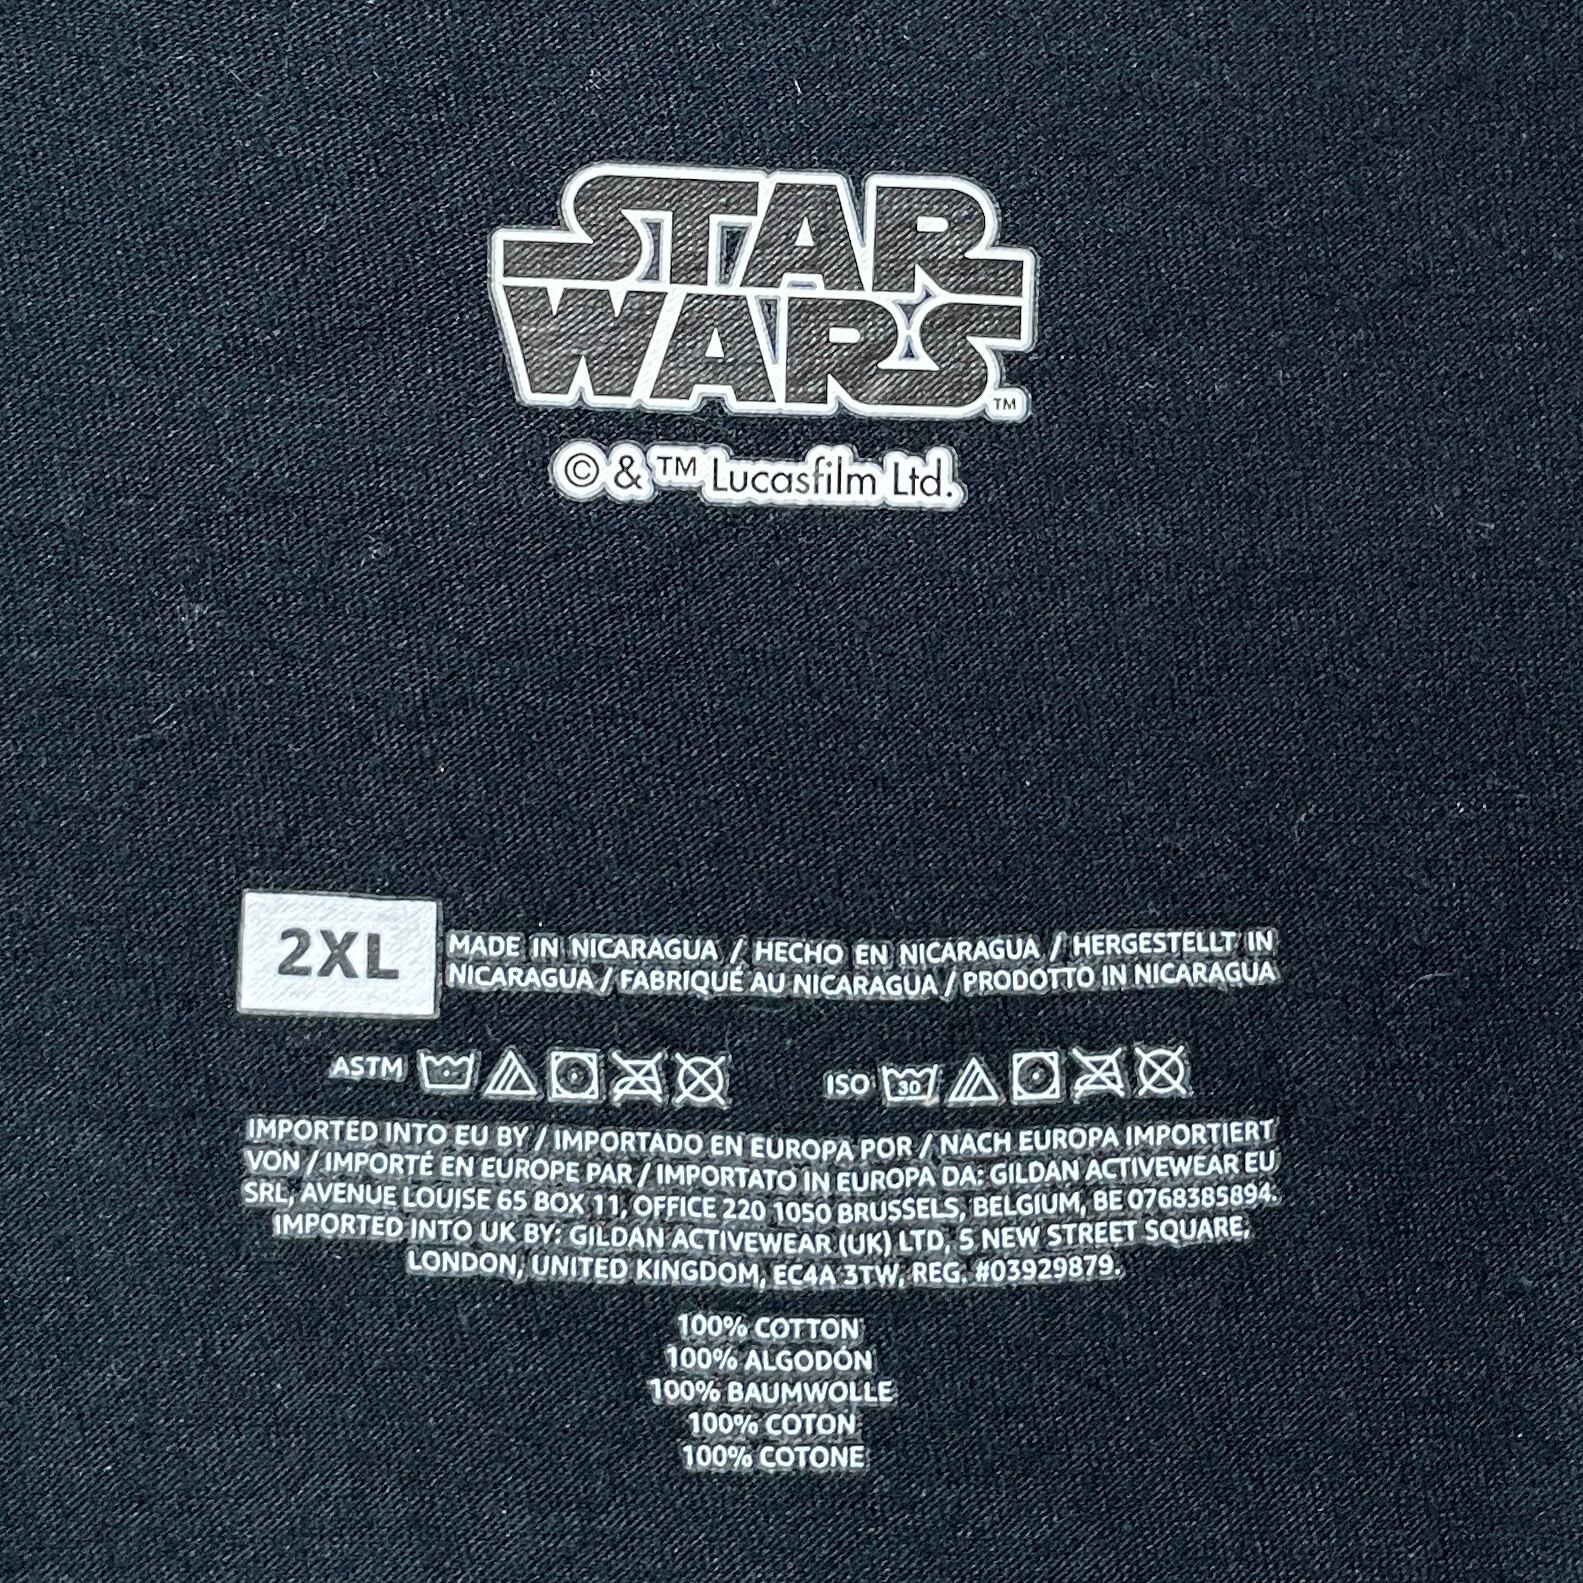 STAR
WARS™
© & ™ Lucasfilm Ltd.
2XL
MADE IN NICARAGUA / HECHO EN NICARAGUA / HERGESTELLT IN
NICARAGUA / FABRIQUÉ AU NICARAGUA / PRODOTTO IN NICARAGUA
ASTM ISO 30
IMPORTED INTO EU BY / IMPORTADO EN EUROPA POR / NACH EUROPA IMPORTIERT
VON / IMPORTÉ EN EUROPE PAR / IMPORTATO IN EUROPA DA: GILDAN ACTIVEWEAR EU
SRL, AVENUE LOUISE 65 BOX 11, OFFICE 220 1050 BRUSSELS, BELGIUM, BE 0768385894.
IMPORTED INTO UK BY: GILDAN ACTIVEWEAR (UK) LTD, 5 NEW STREET SQUARE,
LONDON, UNITED KINGDOM, EC4A 3TW, REG. #03929879.
100% COTTON
100% ALGODÓN
100% BAUMWOLLE
100% COTON
100% COTONE